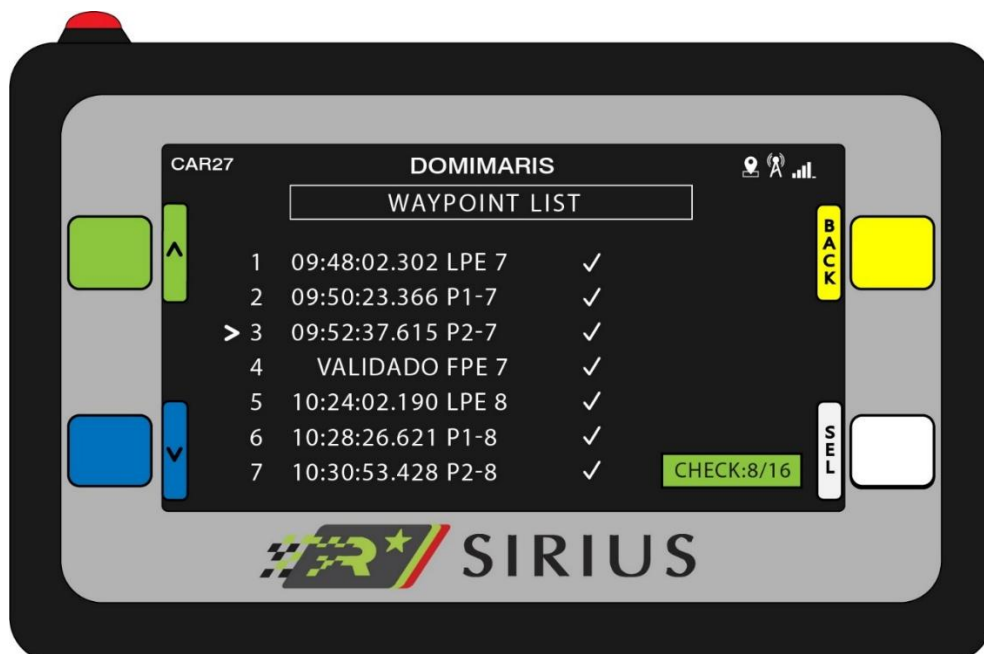 CAR27 DOMIMARIS
WAYPOINT LIST
1 09:48:02.302 LPE 7 ✓
2 09:50:23.366 P1-7 ✓
> 3 09:52:37.615 P2-7 ✓
4 VALIDADO FPE 7 ✓
5 10:24:02.190 LPE 8 ✓
6 10:28:26.621 P1-8 ✓
7 10:30:53.428 P2-8 ✓
CHECK:8/16
BACK
SEL
R SIRIUS